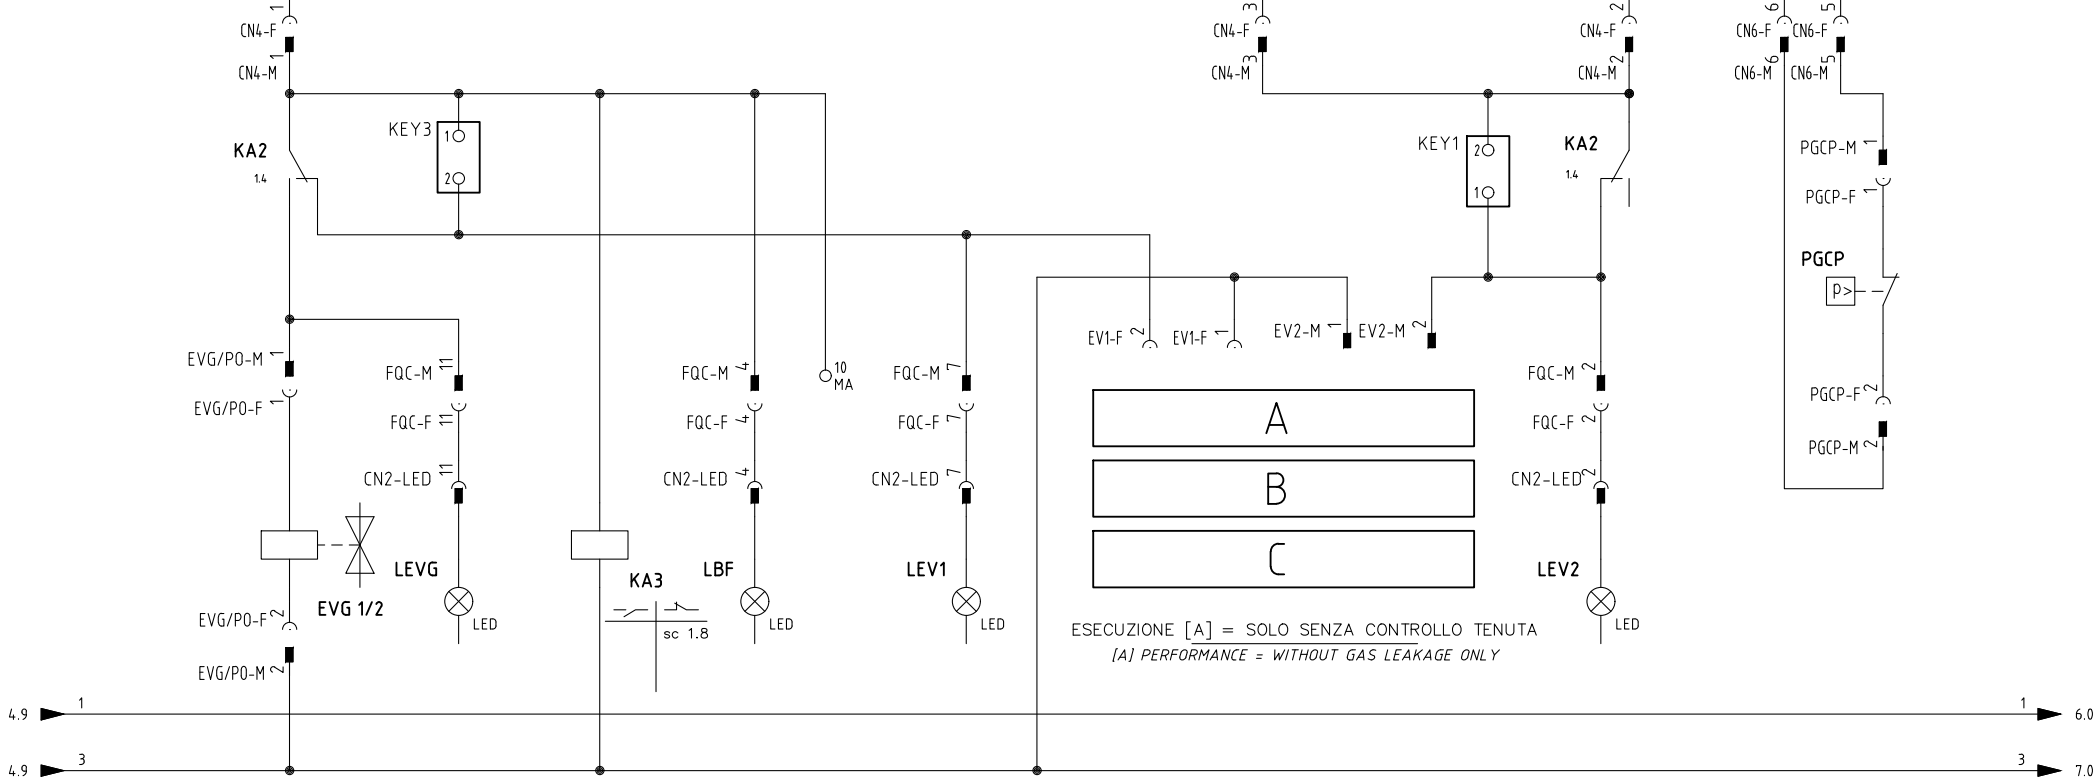 1
3
2
6
5
CN4-F
CN4-F
CN4-F
CN6-F
CN6-F
1
3
2
6
5
CN4-M
CN4-M
CN4-M
CN6-M
CN6-M
KEY3
1
2
KA2
1.4
KEY1
2
1
KA2
1.4
PGCP-M
1
PGCP-F
1
PGCP
p>
EV1-F
2
EV1-F
1
EV2-M
1
EV2-M
2
EVG/PO-M
1
EVG/PO-F
1
FQC-M
11
FQC-M
4
10
MA
FQC-M
7
FQC-M
2
FQC-F
11
FQC-F
4
FQC-F
7
FQC-F
2
PGCP-F
2
PGCP-M
2
A
B
C
CN2-LED
11
CN2-LED
4
CN2-LED
7
CN2-LED
2
EVG 1/2
LEVG
LED
KA3
sc 1.8
LBF
LED
LEV1
LED
LEV2
LED
EVG/PO-F
2
EVG/PO-M
2
ESECUZIONE [A] = SOLO SENZA CONTROLLO TENUTA
[A] PERFORMANCE = WITHOUT GAS LEAKAGE ONLY
4.9
1
1
6.0
4.9
3
3
7.0